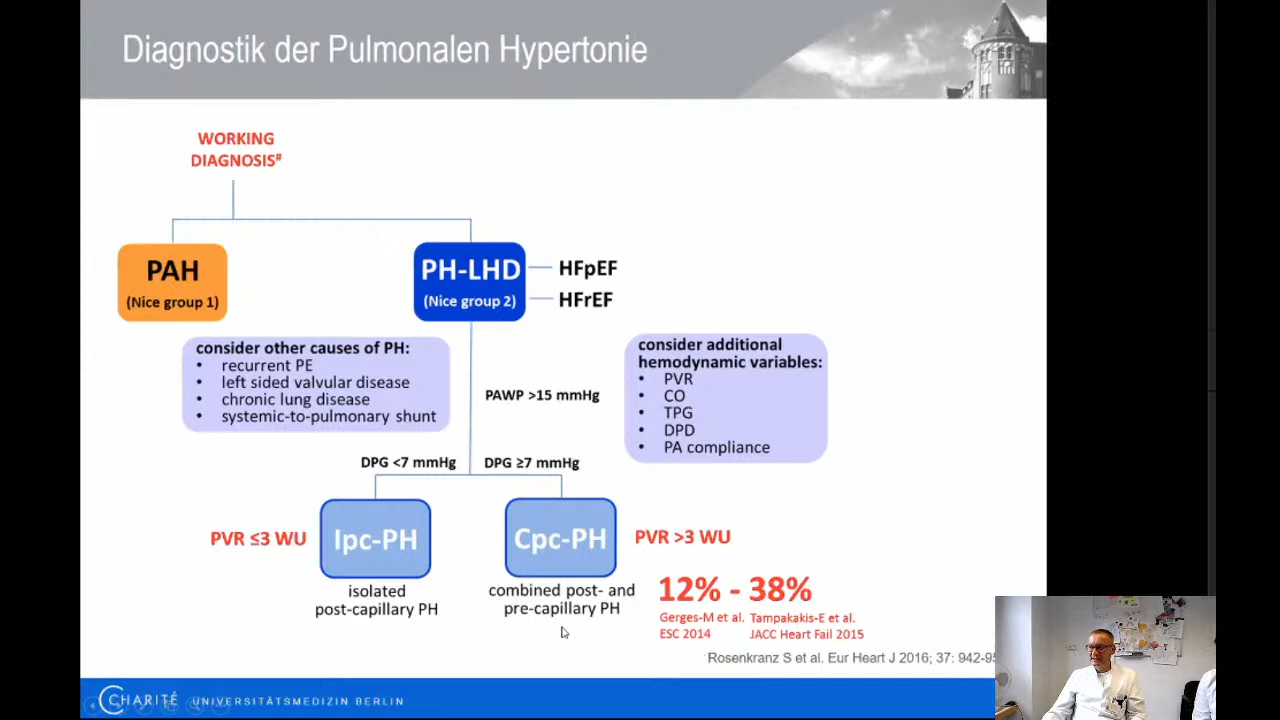 Diagnostik der Pulmonalen Hypertonie
WORKING
DIAGNOSIS#
PAH
(Nice group 1)
PH-LHD
(Nice group 2)
HFpEF
HFrEF
consider other causes of PH:
• recurrent PE
• left sided valvular disease
• chronic lung disease
• systemic-to-pulmonary shunt
PAWP >15 mmHg
consider additional
hemodynamic variables:
• PVR
• CO
• TPG
• DPD
• PA compliance
DPG <7 mmHg
DPG ≥7 mmHg
PVR ≤3 WU
Ipc-PH
Cpc-PH
PVR >3 WU
isolated
post-capillary PH
combined post- and
pre-capillary PH
12% - 38%
Gerges-M et al.
ESC 2014
Tampakakis-E et al.
JACC Heart Fail 2015
Rosenkranz S et al. Eur Heart J 2016; 37: 942-95
CHARITÉ UNIVERSITÄTSMEDIZIN BERLIN